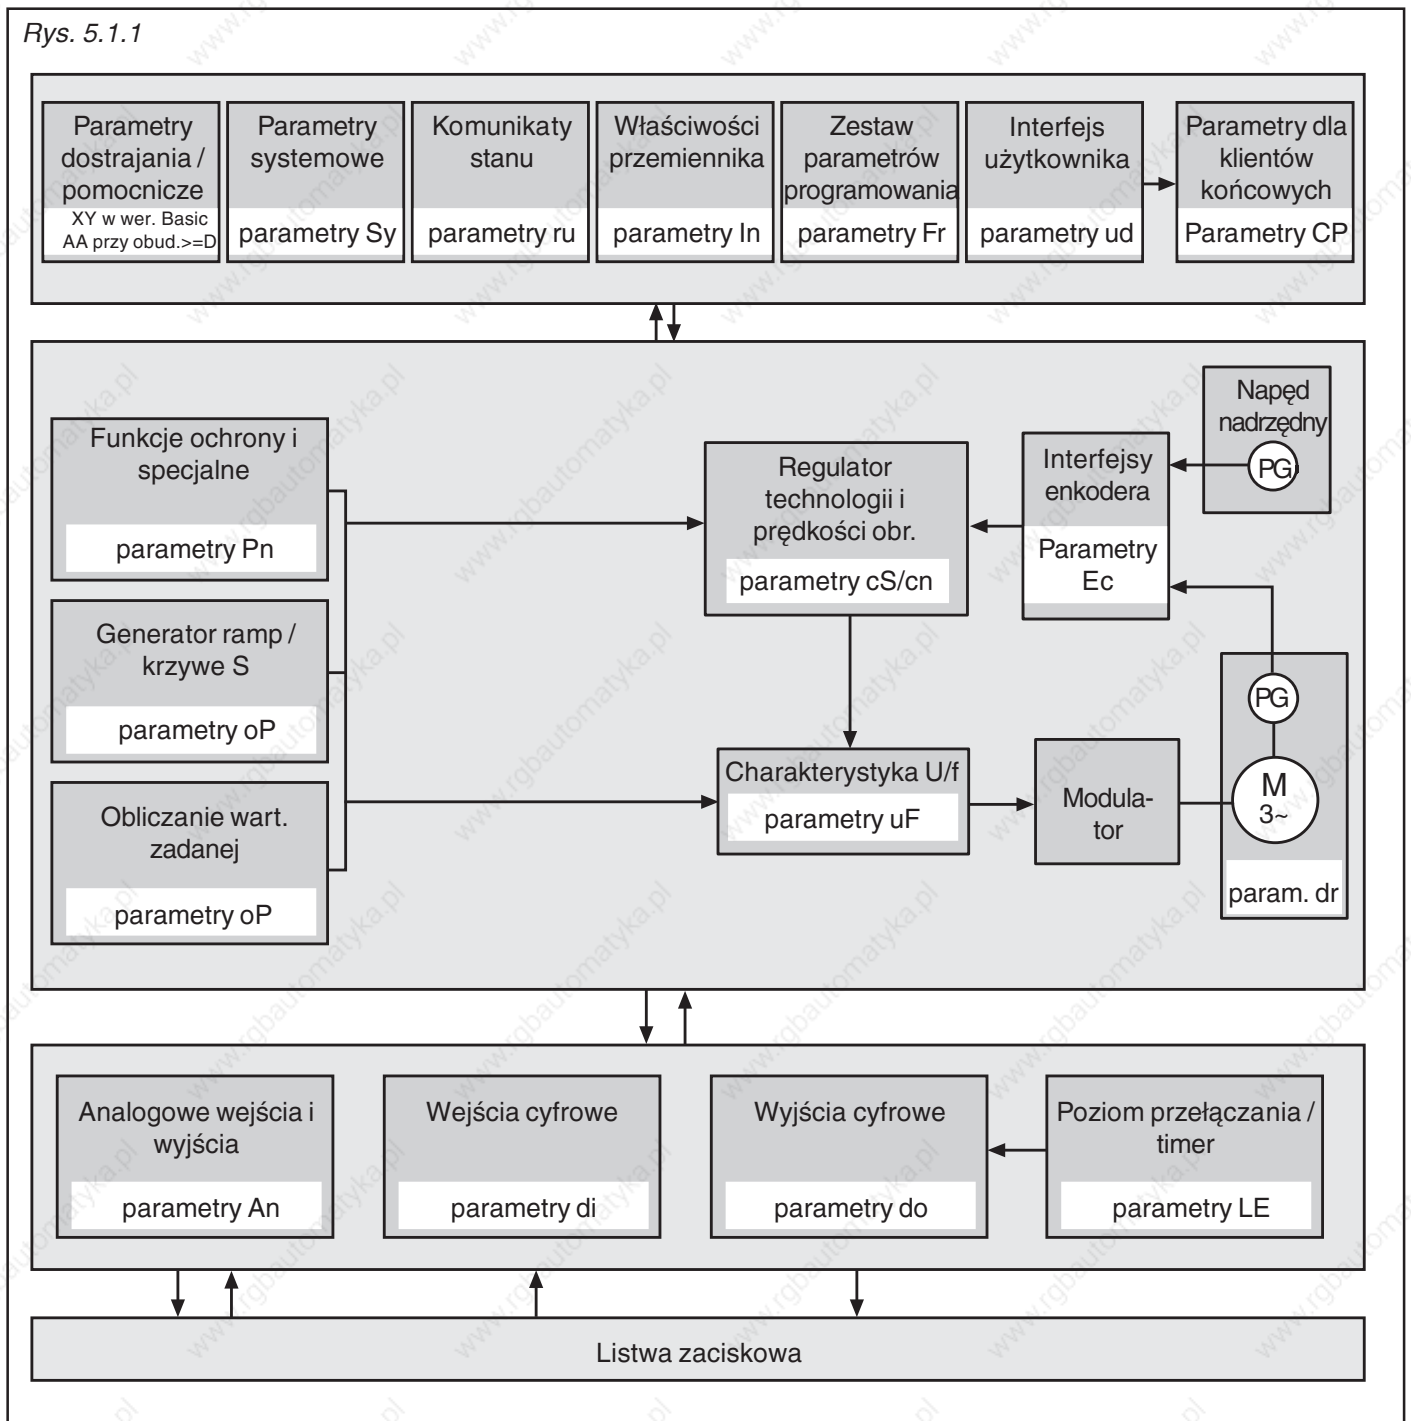 Rys. 5.1.1
Parametry
dostrajania /
pomocnicze
XY w wer. Basic
AA przy obud.>=D
Parametry
systemowe
parametry Sy
Komunikaty
stanu
parametry ru
Właściwości
przemiennika
parametry In
Zestaw
parametrów
programowania
parametry Fr
Interfejs
użytkownika
parametry ud
Parametry dla
klientów
końcowych
Parametry CP
Funkcje ochrony i
specjalne
parametry Pn
Generator ramp /
krzywe S
parametry oP
Obliczanie wart.
zadanej
parametry oP
Regulator
technologii i
prędkości obr.
parametry cS/cn
Interfejsy
enkodera
Parametry
Ec
Napęd
nadrzędny
PG
Charakterystyka U/f
parametry uF
Modula-
tor
PG
M
3~
param. dr
Analogowe wejścia i
wyjścia
parametry An
Wejścia cyfrowe
parametry di
Wyjścia cyfrowe
parametry do
Poziom przełączania /
timer
parametry LE
Listwa zaciskowa
www.rgbautomatyka.pl